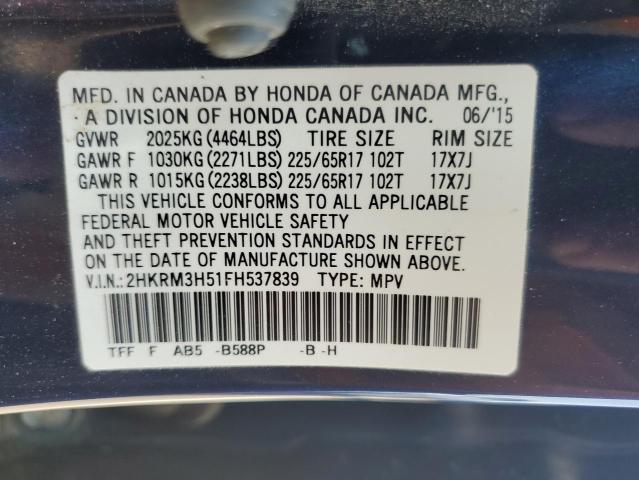 MFD. IN CANADA BY HONDA OF CANADA MFG.,
A DIVISION OF HONDA CANADA INC. 06/'15
GVWR 2025KG (4464LBS) TIRE SIZE RIM SIZE
GAWR F 1030KG (2271LBS) 225/65R17 102T 17X7J
GAWR R 1015KG (2238LBS) 225/65R17 102T 17X7J
THIS VEHICLE CONFORMS TO ALL APPLICABLE
FEDERAL MOTOR VEHICLE SAFETY
AND THEFT PREVENTION STANDARDS IN EFFECT
ON THE DATE OF MANUFACTURE SHOWN ABOVE.
V.I.N.: 2HKRM3H51FH537839 TYPE: MPV
TFF F AB5 -B588P -B -H